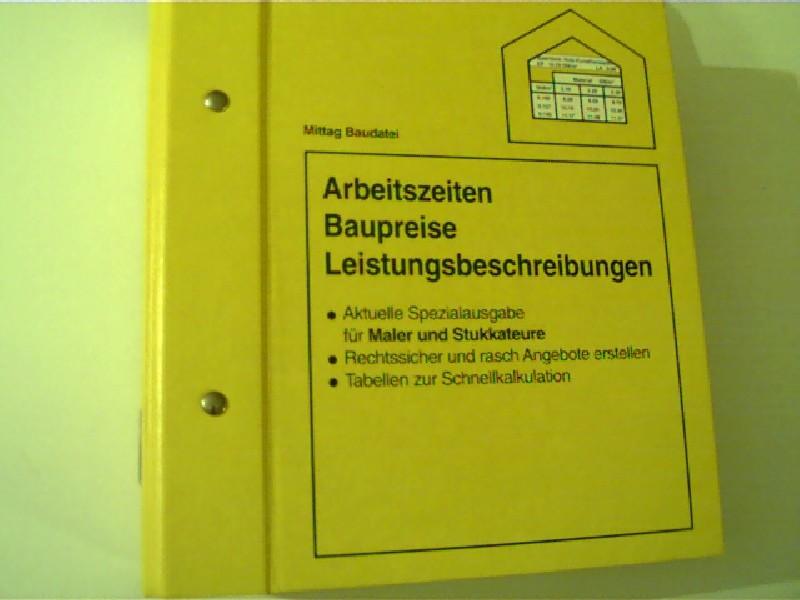 Mittag Baudatei
Arbeitszeiten
Baupreise
Leistungsbeschreibungen
• Aktuelle Spezialausgabe
für Maler und Stukkateure
• Rechtssicher und rasch Angebote erstellen
• Tabellen zur Schnellkalkulation